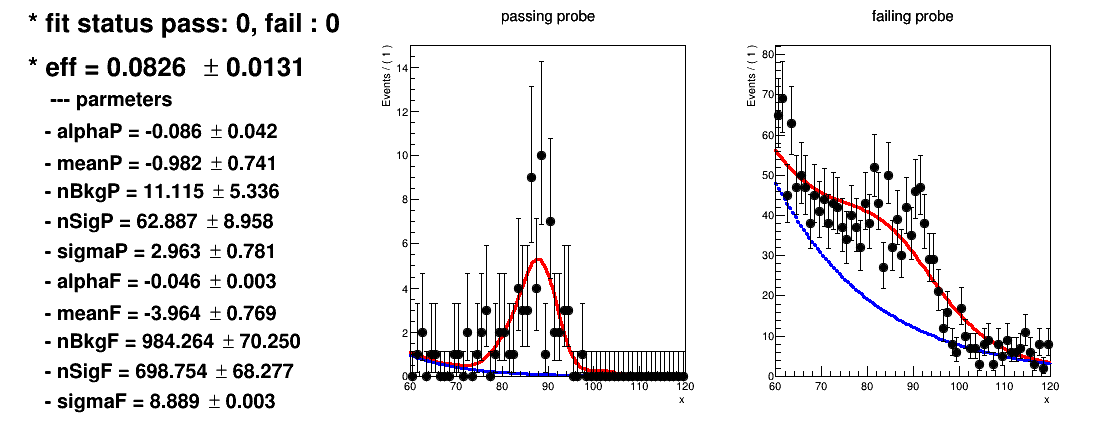 * fit status pass: 0, fail : 0
* eff = 0.0826 ± 0.0131
--- parmeters
- alphaP = -0.086 ± 0.042
- meanP = -0.982 ± 0.741
- nBkgP = 11.115 ± 5.336
- nSigP = 62.887 ± 8.958
- sigmaP = 2.963 ± 0.781
- alphaF = -0.046 ± 0.003
- meanF = -3.964 ± 0.769
- nBkgF = 984.264 ± 70.250
- nSigF = 698.754 ± 68.277
- sigmaF = 8.889 ± 0.003
passing probe
Events / ( 1 )
14
12
10
8
6
4
2
0
60 70 80 90 100 110 120
x
failing probe
Events / ( 1 )
80
70
60
50
40
30
20
10
0
60 70 80 90 100 110 120
x